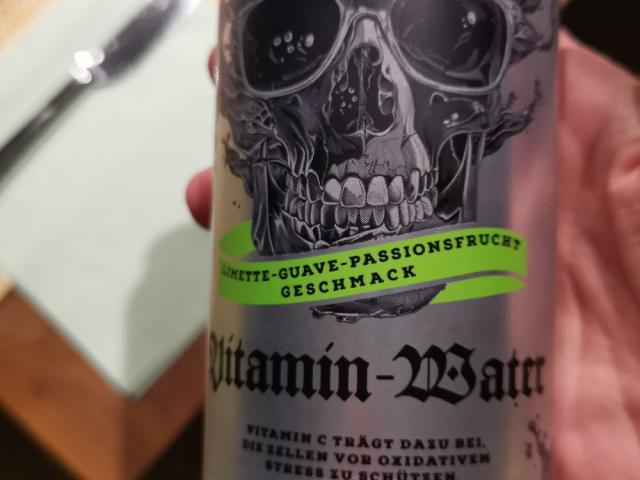 LIMETTE-GUAVE-PASSIONSFRUCHT
GESCHMACK
Vitamin-Water
VITAMIN C TRÄGT DAZU BEI,
DIE ZELLEN VOR OXIDATIVEM
STRESS ZU SCHÜTZEN.